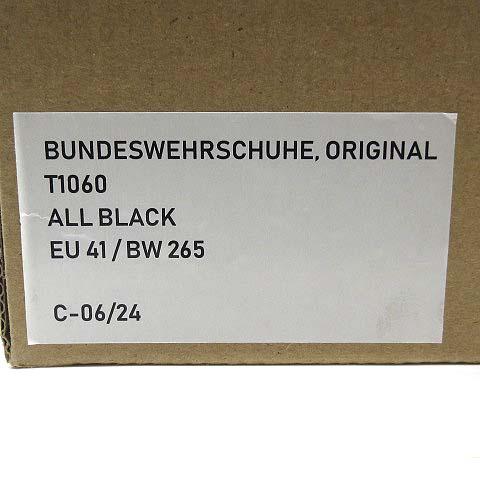 BUNDESWEHRSCHUHE, ORIGINAL
T1060
ALL BLACK
EU 41 / BW 265
C-06/24